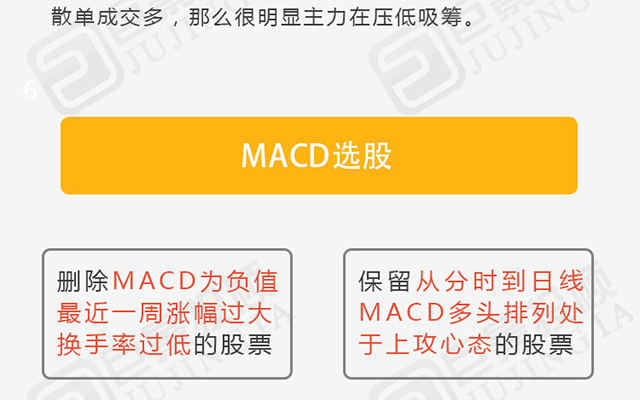 散单成交多，那么很明显主力在压低吸筹。
6
MACD选股
删除MACD为负值
最近一周涨幅过大
换手率过低的股票
保留从分时到日线
MACD多头排列处
于上攻心态的股票
JUJINGJIA
JUJINGJIA